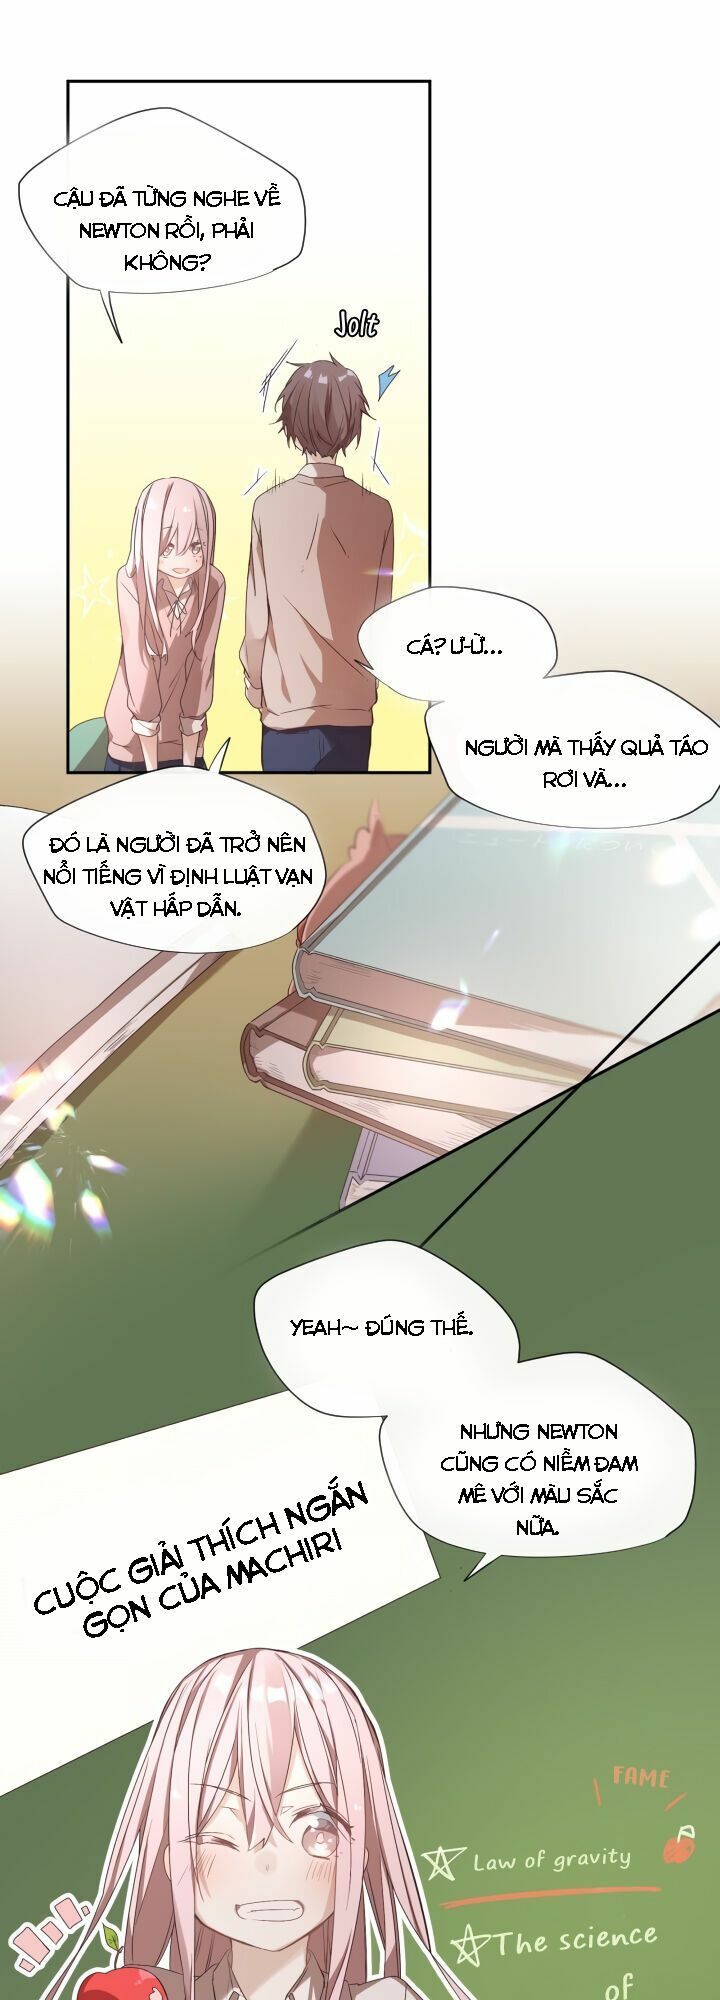 CẬU ĐÃ TỪNG NGHE VỀ
NEWTON RỒI, PHẢI
KHÔNG?
Jolt
CÁ? Ư-Ừ...
NGƯỜI MÀ THẤY QUẢ TÁO
RƠI VÀ...
ĐÓ LÀ NGƯỜI ĐÃ TRỞ NÊN
NỔI TIẾNG VÌ ĐỊNH LUẬT VẠN
VẬT HẤP DẪN.
YEAH~ ĐÚNG THẾ.
NHƯNG NEWTON
CŨNG CÓ NIỀM ĐAM
MÊ VỚI MÀU SẮC
NỮA.
CUỘC GIẢI THÍCH NGẮN
GỌN CỦA MACHIRI
FAME
Law of gravity
The science
of